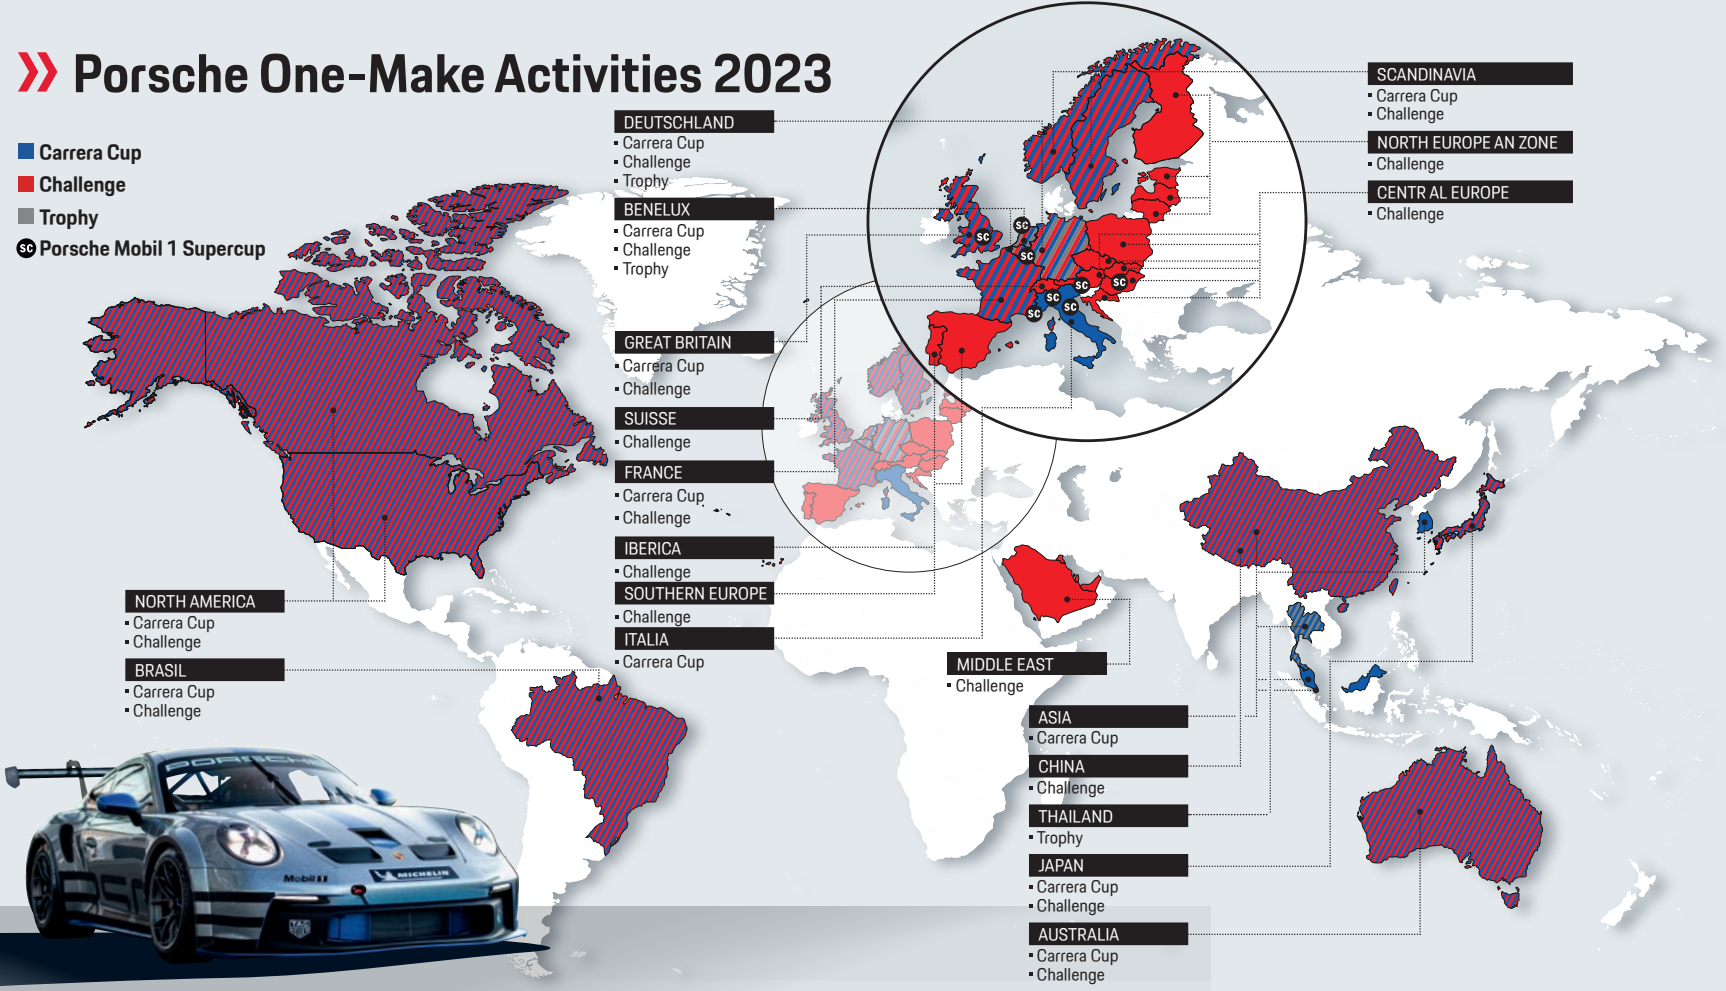 Porsche One-Make Activities 2023
Carrera Cup
Challenge
Trophy
SC Porsche Mobil 1 Supercup
DEUTSCHLAND
Carrera Cup
Challenge
Trophy
BENELUX
Carrera Cup
Challenge
Trophy
GREAT BRITAIN
Carrera Cup
Challenge
SUISSE
Challenge
FRANCE
Carrera Cup
Challenge
IBERICA
Challenge
SOUTHERN EUROPE
Challenge
ITALIA
Carrera Cup
SCANDINAVIA
Carrera Cup
Challenge
NORTH EUROPE AN ZONE
Challenge
CENTR AL EUROPE
Challenge
SC
SC
SC
SC
SC
SC
SC
SC
NORTH AMERICA
Carrera Cup
Challenge
BRASIL
Carrera Cup
Challenge
MIDDLE EAST
Challenge
ASIA
Carrera Cup
CHINA
Challenge
THAILAND
Trophy
JAPAN
Carrera Cup
Challenge
AUSTRALIA
Carrera Cup
Challenge
PORSCHE
Mobil 1
MICHELIN
TAG